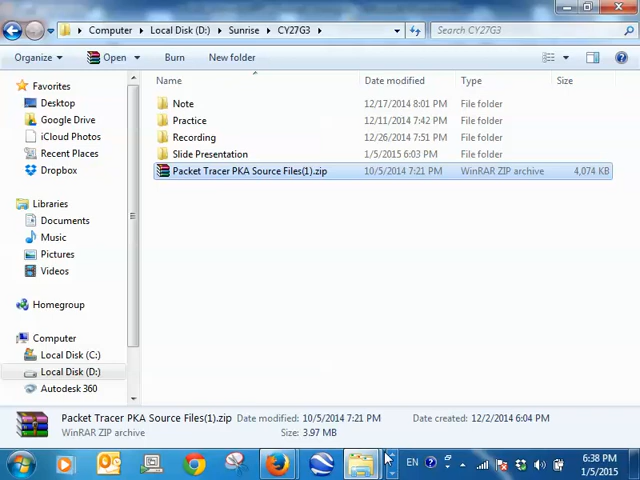 Computer ▸ Local Disk (D:) ▸ Sunrise ▸ CY27G3 ▸ Search CY27G3
Organize Open Burn New folder
Name Date modified Type Size
Favorites
Desktop
Google Drive
iCloud Photos
Recent Places
Dropbox
Libraries
Documents
Music
Pictures
Videos
Homegroup
Computer
Local Disk (C:)
Local Disk (D:)
Autodesk 360
Note 12/17/2014 8:01 PM File folder
Practice 12/11/2014 7:42 PM File folder
Recording 12/26/2014 7:51 PM File folder
Slide Presentation 1/5/2015 6:03 PM File folder
Packet Tracer PKA Source Files(1).zip 10/5/2014 7:21 PM WinRAR ZIP archive 4,074 KB
Packet Tracer PKA Source Files(1).zip Date modified: 10/5/2014 7:21 PM Date created: 12/2/2014 6:04 PM
WinRAR ZIP archive Size: 3.97 MB
EN 6:38 PM
1/5/2015